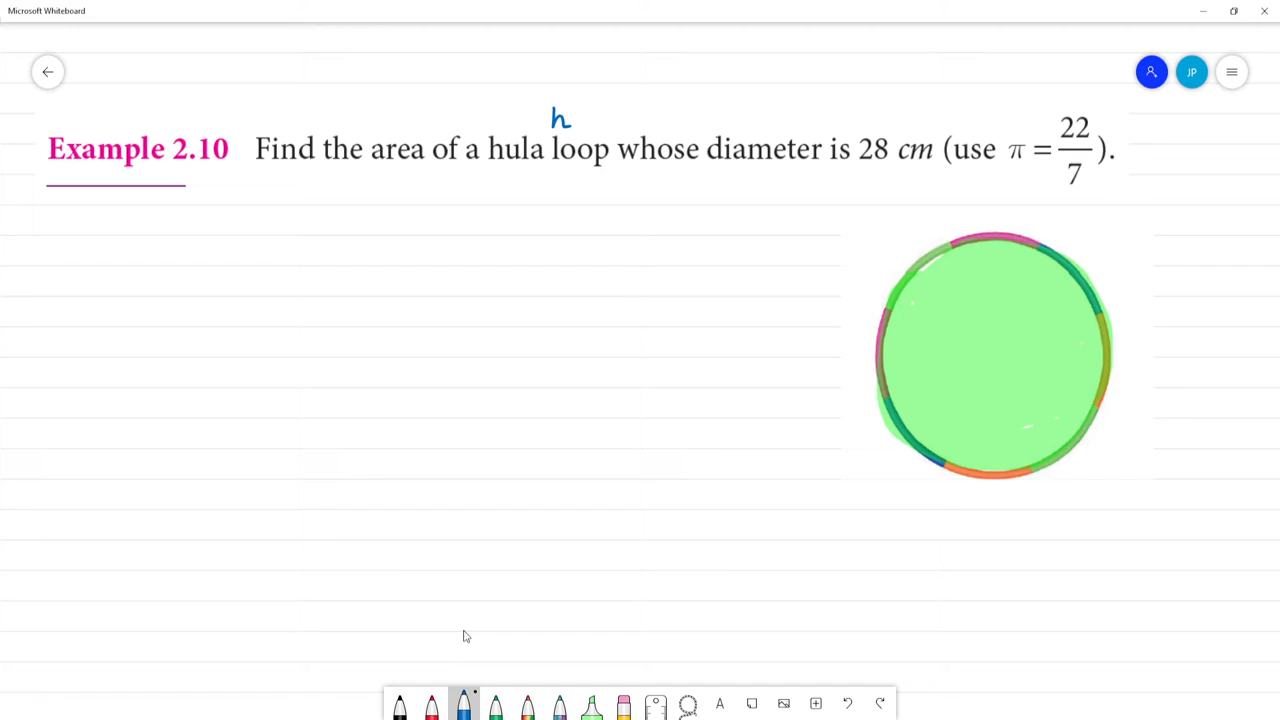 Microsoft Whiteboard
JP
h
Example 2.10 Find the area of a hula loop whose diameter is 28 cm (use π = 22/7).
A